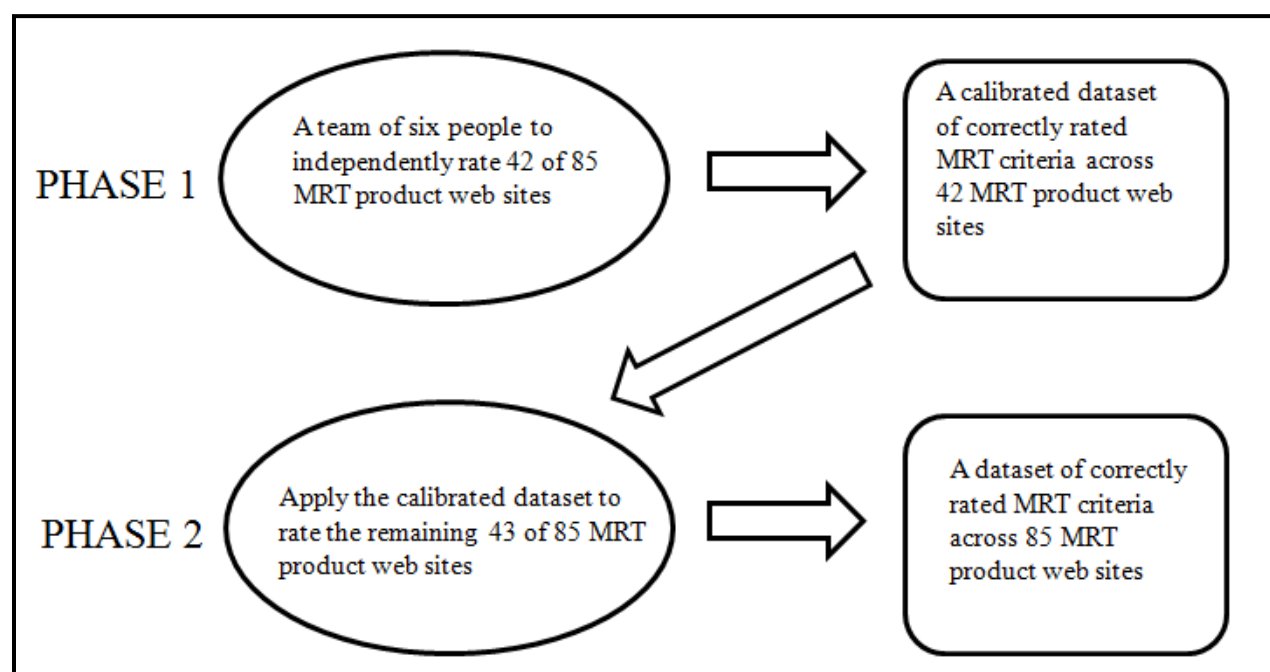 PHASE 1
A team of six people to
independently rate 42 of 85
MRT product web sites
A calibrated dataset
of correctly rated
MRT criteria across
42 MRT product web
sites
PHASE 2
Apply the calibrated dataset to
rate the remaining 43 of 85 MRT
product web sites
A dataset of correctly
rated MRT criteria
across 85 MRT
product web sites